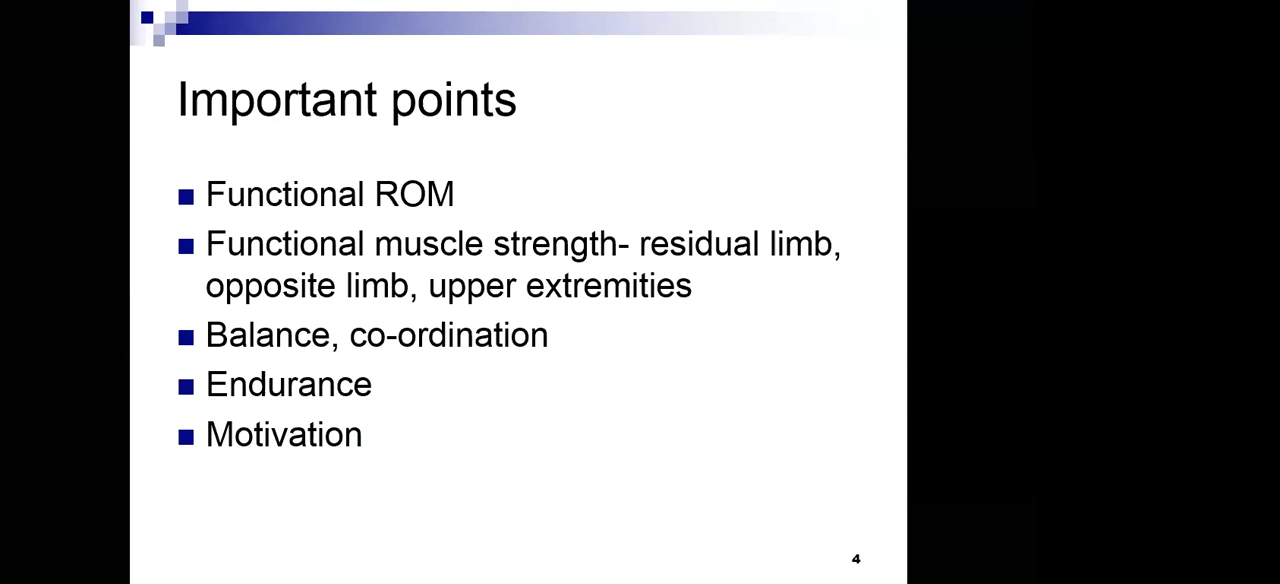 Important points
Functional ROM
Functional muscle strength- residual limb,
opposite limb, upper extremities
Balance, co-ordination
Endurance
Motivation
4